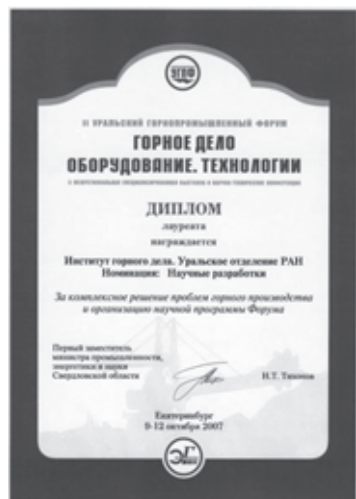 УГПФ
II УРАЛЬСКИЙ ГОРНОПРОМЫШЛЕННЫЙ ФОРУМ
ГОРНОЕ ДЕЛО
ОБОРУДОВАНИЕ. ТЕХНОЛОГИИ
ДИПЛОМ
лауреата
награждается
Институт горного дела. Уральское отделение РАН
Номинация: Научные разработки
За комплексное решение проблем горного производства
и организацию научной программы Форума
Первый заместитель
министра промышленности,
энергетики и науки
Свердловской области
Н.Т. Тихонов
Екатеринбург
9-12 октября 2007